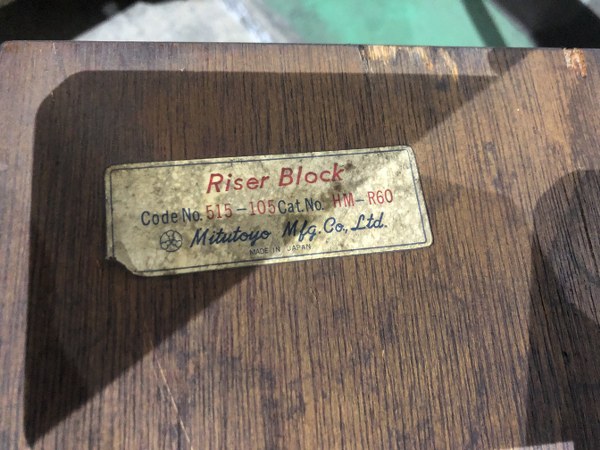 Riser Block
Code No. 515-105 Cat. No. HM-R60
Mitutoyo Mfg. Co., Ltd.
MADE IN JAPAN